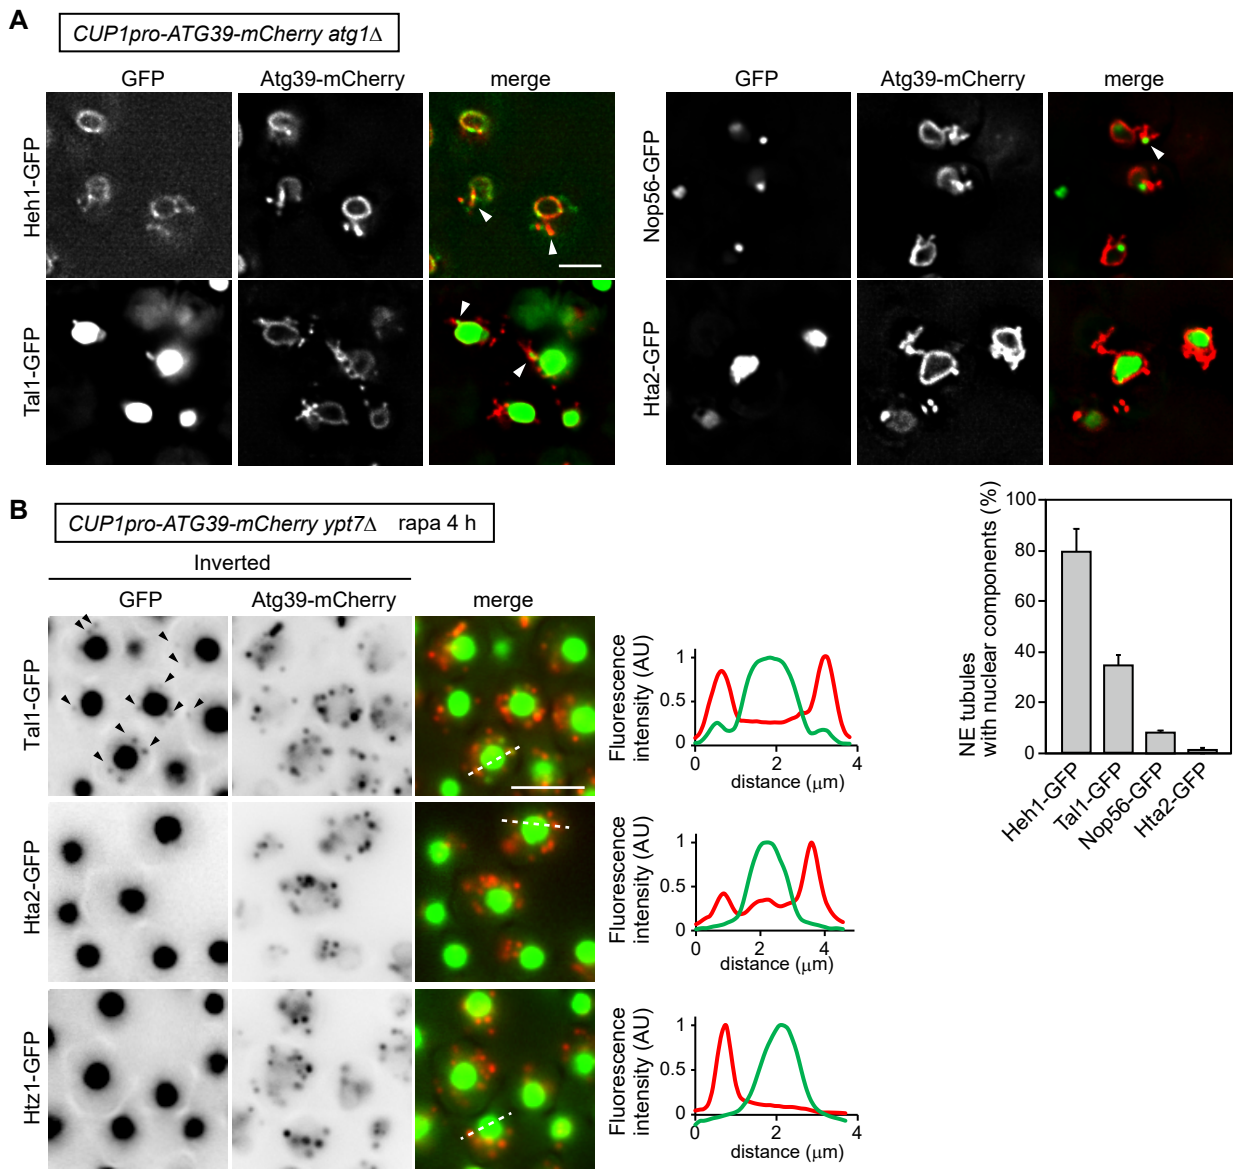 A
CUP1pro-ATG39-mCherry atg1Δ
GFP Atg39-mCherry merge
Heh1-GFP
Tal1-GFP
GFP Atg39-mCherry merge
Nop56-GFP
Hta2-GFP
B
CUP1pro-ATG39-mCherry ypt7Δ rapa 4 h
Inverted
GFP Atg39-mCherry merge
Tal1-GFP
Fluorescence
intensity (AU)
1
0.5
0
0 2 4
distance (μm)
Hta2-GFP
Fluorescence
intensity (AU)
1
0.5
0
0 2 4
distance (μm)
Htz1-GFP
Fluorescence
intensity (AU)
1
0.5
0
0 2 4
distance (μm)
NE tubules
with nuclear components (%)
100
80
60
40
20
0
Heh1-GFP
Tal1-GFP
Nop56-GFP
Hta2-GFP